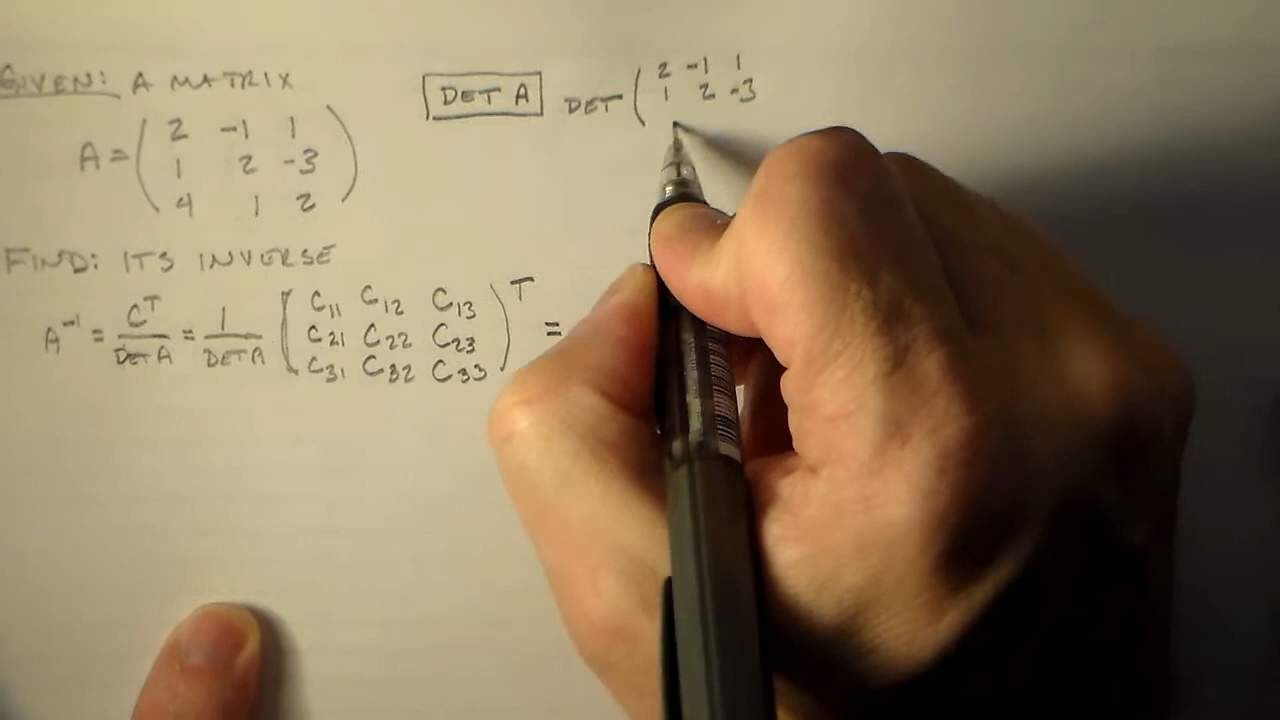 GIVEN: A MATRIX
A = ( 2 -1 1
1 2 -3
4 1 2 )
FIND: ITS INVERSE
A⁻¹ = Cᵀ / DET A = 1 / DET A [ C₁₁ C₁₂ C₁₃
C₂₁ C₂₂ C₂₃
C₃₁ C₃₂ C₃₃ )ᵀ =
DET A
DET ( 2 -1 1
1 2 -3